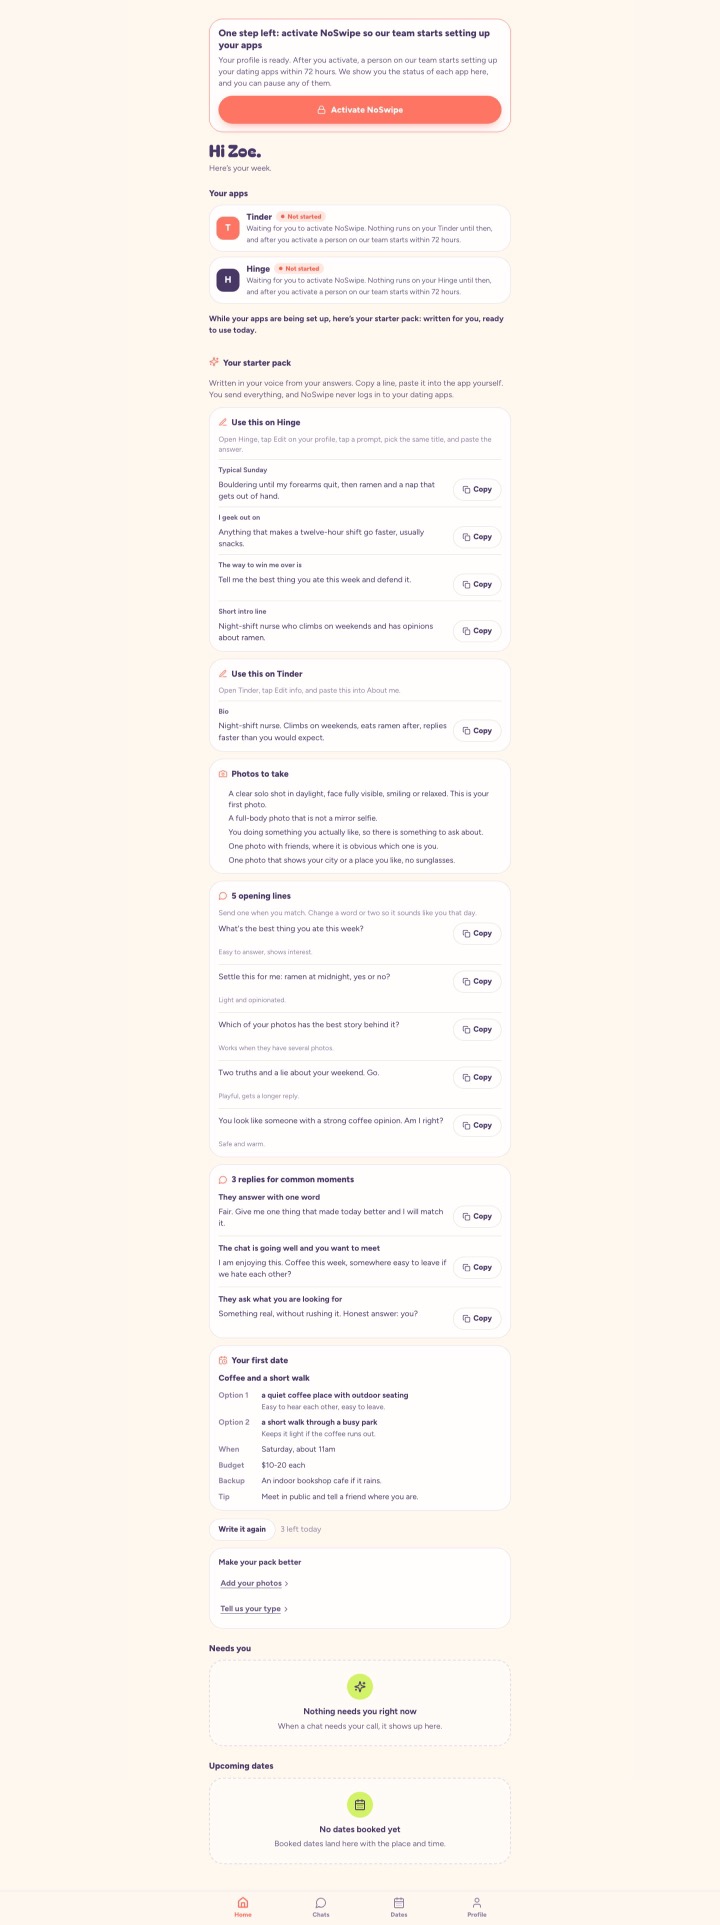 One step left: activate NoSwipe so our team starts setting up
your apps
Your profile is ready. After you activate, a person on our team starts setting up
your dating apps within 72 hours. We show you the status of each app here,
and you can pause any of them.
Activate NoSwipe
Hi Zoe.
Here's your week.
Your apps
T
Tinder
Not started
Waiting for you to activate NoSwipe. Nothing runs on your Tinder until then,
and after you activate a person on our team starts within 72 hours.
H
Hinge
Not started
Waiting for you to activate NoSwipe. Nothing runs on your Hinge until then,
and after you activate a person on our team starts within 72 hours.
While your apps are being set up, here's your starter pack: written for you, ready
to use today.
Your starter pack
Written in your voice from your answers. Copy a line, paste it into the app yourself.
You send everything, and NoSwipe never logs in to your dating apps.
Use this on Hinge
Open Hinge, tap Edit on your profile, tap a prompt, pick the same title, and paste the
answer.
Typical Sunday
Bouldering until my forearms quit, then ramen and a nap that
gets out of hand.
Copy
I geek out on
Anything that makes a twelve-hour shift go faster, usually
snacks.
Copy
The way to win me over is
Tell me the best thing you ate this week and defend it.
Copy
Short intro line
Night-shift nurse who climbs on weekends and has opinions
about ramen.
Copy
Use this on Tinder
Open Tinder, tap Edit info, and paste this into About me.
Bio
Night-shift nurse. Climbs on weekends, eats ramen after, replies
faster than you would expect.
Copy
Photos to take
A clear solo shot in daylight, face fully visible, smiling or relaxed. This is your
first photo.
A full-body photo that is not a mirror selfie.
You doing something you actually like, so there is something to ask about.
One photo with friends, where it is obvious which one is you.
One photo that shows your city or a place you like, no sunglasses.
5 opening lines
Send one when you match. Change a word or two so it sounds like you that day.
What's the best thing you ate this week?
Copy
Easy to answer, shows interest.
Settle this for me: ramen at midnight, yes or no?
Copy
Light and opinionated.
Which of your photos has the best story behind it?
Copy
Works when they have several photos.
Two truths and a lie about your weekend. Go.
Copy
Playful, gets a longer reply.
You look like someone with a strong coffee opinion. Am I right?
Copy
Safe and warm.
3 replies for common moments
They answer with one word
Fair. Give me one thing that made today better and I will match
it.
Copy
The chat is going well and you want to meet
I am enjoying this. Coffee this week, somewhere easy to leave if
we hate each other?
Copy
They ask what you are looking for
Something real, without rushing it. Honest answer: you?
Copy
Your first date
Coffee and a short walk
Option 1 a quiet coffee place with outdoor seating
Easy to hear each other, easy to leave.
Option 2 a short walk through a busy park
Keeps it light if the coffee runs out.
When Saturday, about 11am
Budget $10-20 each
Backup An indoor bookshop cafe if it rains.
Tip Meet in public and tell a friend where you are.
Write it again
3 left today
Make your pack better
Add your photos
Tell us your type
Needs you
Nothing needs you right now
When a chat needs your call, it shows up here.
Upcoming dates
No dates booked yet
Booked dates land here with the place and time.
Home
Chats
Dates
Profile